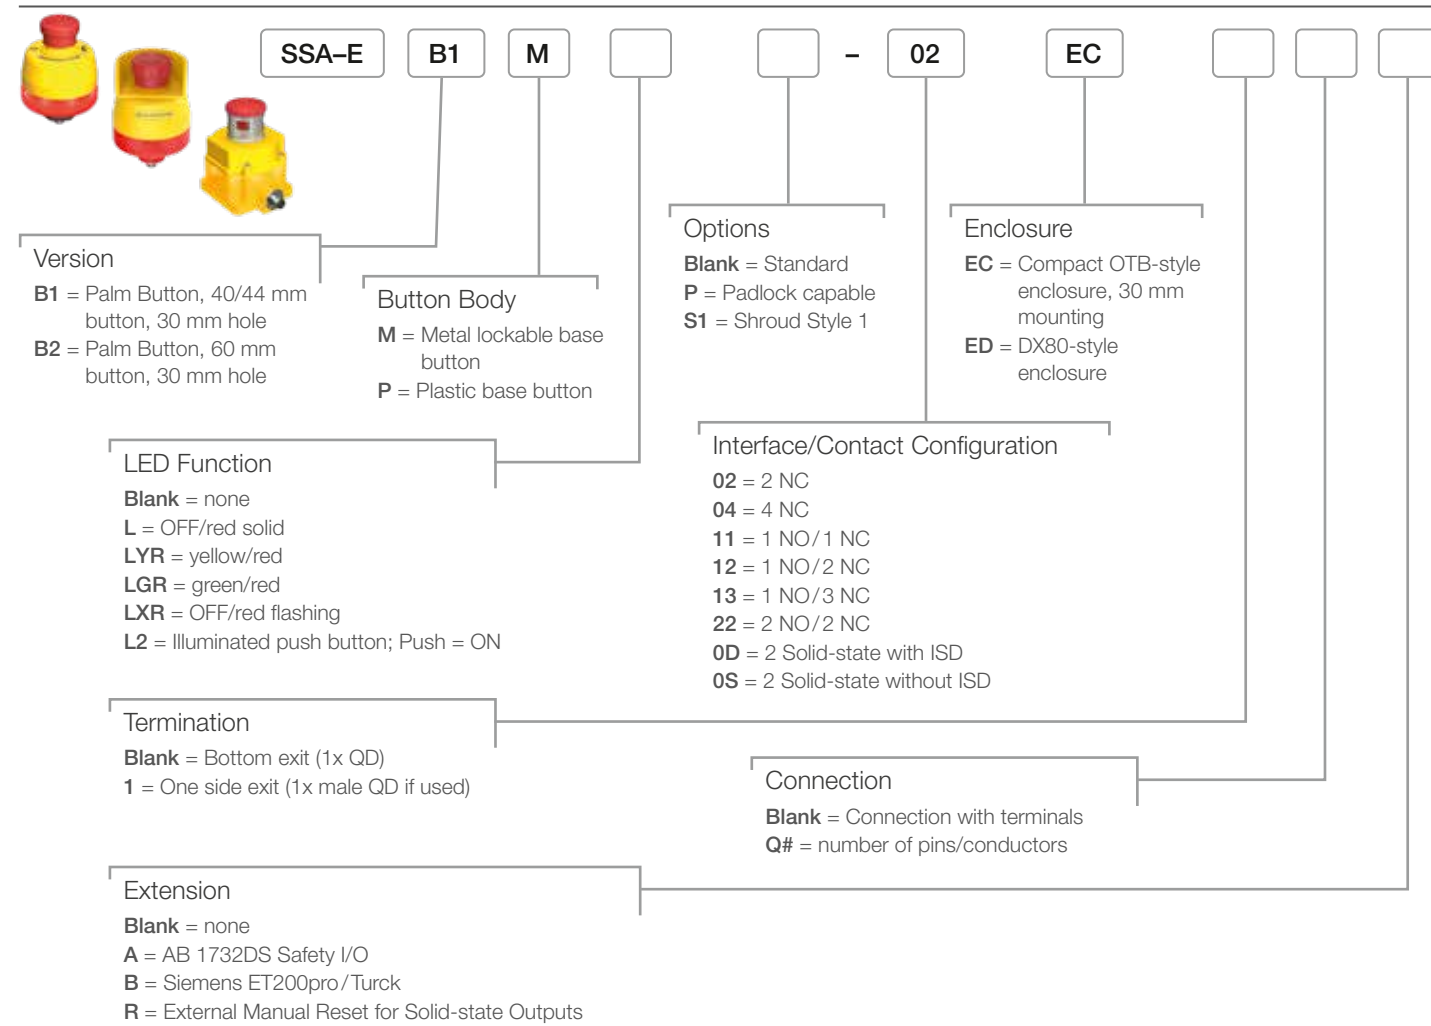 SSA–E B1 M – 02 EC
Version
B1 = Palm Button, 40/44 mm
button, 30 mm hole
B2 = Palm Button, 60 mm
button, 30 mm hole
Button Body
M = Metal lockable base
button
P = Plastic base button
Options
Blank = Standard
P = Padlock capable
S1 = Shroud Style 1
Enclosure
EC = Compact OTB-style
enclosure, 30 mm
mounting
ED = DX80-style
enclosure
LED Function
Blank = none
L = OFF/red solid
LYR = yellow/red
LGR = green/red
LXR = OFF/red flashing
L2 = Illuminated push button; Push = ON
Interface/Contact Configuration
02 = 2 NC
04 = 4 NC
11 = 1 NO/1 NC
12 = 1 NO/2 NC
13 = 1 NO/3 NC
22 = 2 NO/2 NC
0D = 2 Solid-state with ISD
0S = 2 Solid-state without ISD
Termination
Blank = Bottom exit (1x QD)
1 = One side exit (1x male QD if used)
Connection
Blank = Connection with terminals
Q# = number of pins/conductors
Extension
Blank = none
A = AB 1732DS Safety I/O
B = Siemens ET200pro/Turck
R = External Manual Reset for Solid-state Outputs